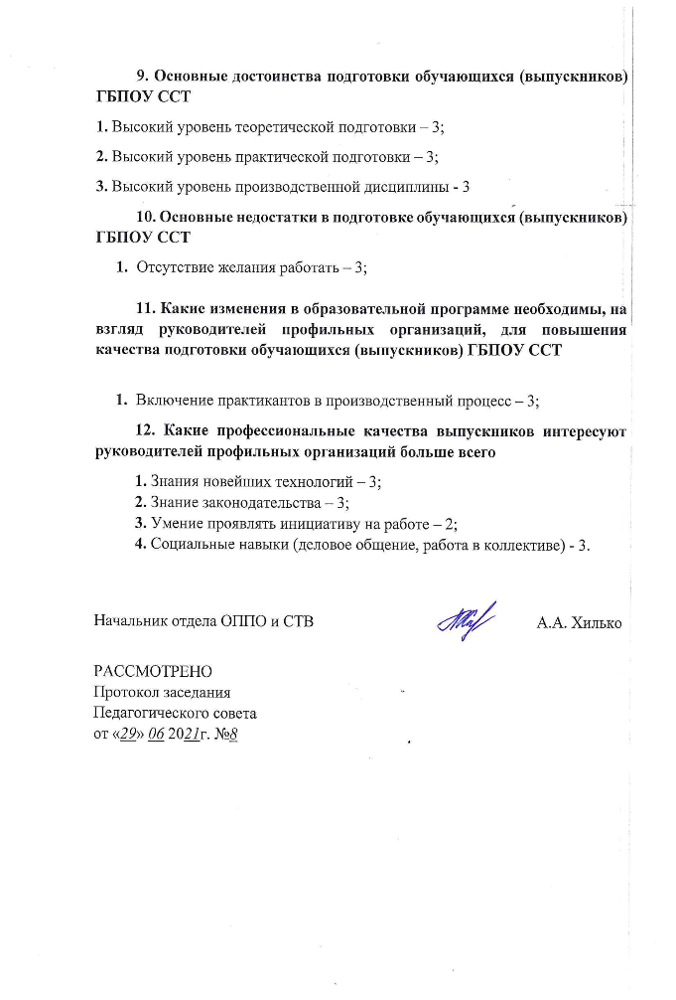 9. Основные достоинства подготовки обучающихся (выпускников)
ГБПОУ ССТ
1. Высокий уровень теоретической подготовки – 3;
2. Высокий уровень практической подготовки – 3;
3. Высокий уровень производственной дисциплины - 3
10. Основные недостатки в подготовке обучающихся (выпускников)
ГБПОУ ССТ
1. Отсутствие желания работать – 3;
11. Какие изменения в образовательной программе необходимы, на
взгляд руководителей профильных организаций, для повышения
качества подготовки обучающихся (выпускников) ГБПОУ ССТ
1. Включение практикантов в производственный процесс – 3;
12. Какие профессиональные качества выпускников интересуют
руководителей профильных организаций больше всего
1. Знания новейших технологий – 3;
2. Знание законодательства – 3;
3. Умение проявлять инициативу на работе – 2;
4. Социальные навыки (деловое общение, работа в коллективе) - 3.
Начальник отдела ОППО и СТВ А.А. Хилько
РАССМОТРЕНО
Протокол заседания
Педагогического совета
от «29» 06 2021г. №8